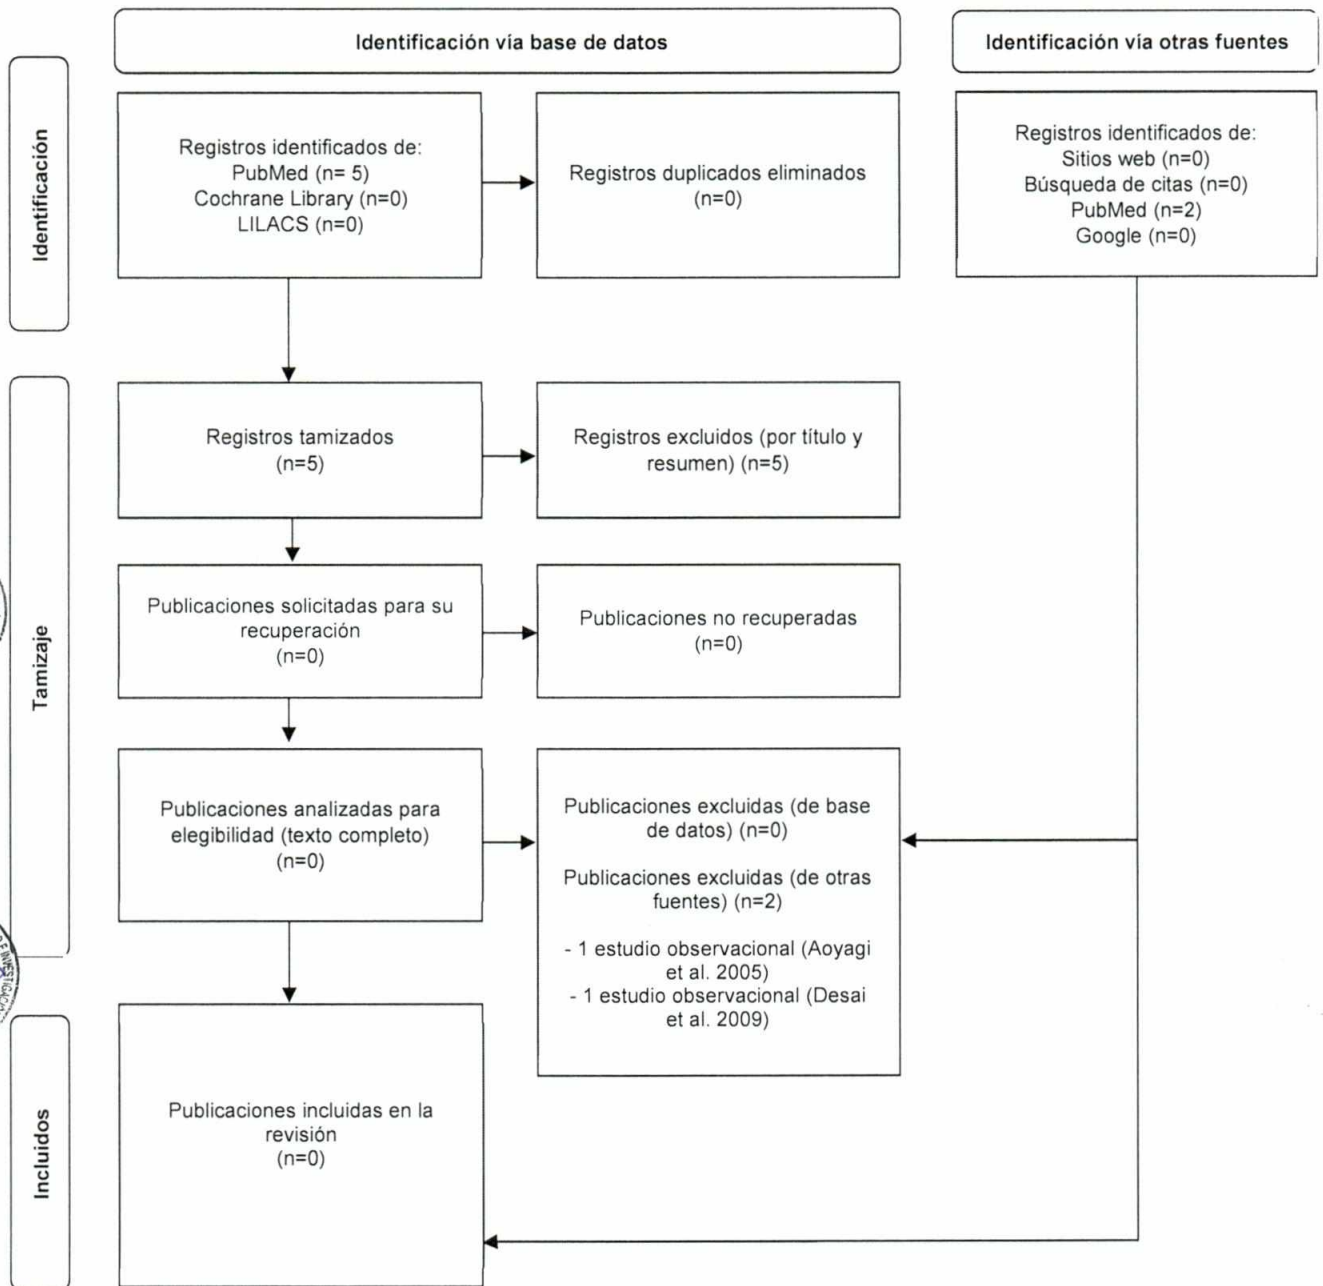 Identificación vía base de datos
Identificación vía otras fuentes
Identificación
Registros identificados de:
PubMed (n= 5)
Cochrane Library (n=0)
LILACS (n=0)
Registros duplicados eliminados
(n=0)
Registros identificados de:
Sitios web (n=0)
Búsqueda de citas (n=0)
PubMed (n=2)
Google (n=0)
Tamizaje
Registros tamizados
(n=5)
Registros excluidos (por título y
resumen) (n=5)
Publicaciones solicitadas para su
recuperación
(n=0)
Publicaciones no recuperadas
(n=0)
Publicaciones analizadas para
elegibilidad (texto completo)
(n=0)
Publicaciones excluidas (de base
de datos) (n=0)
Publicaciones excluidas (de otras
fuentes) (n=2)
- 1 estudio observacional (Aoyagi
et al. 2005)
- 1 estudio observacional (Desai
et al. 2009)
Incluidos
Publicaciones incluidas en la
revisión
(n=0)